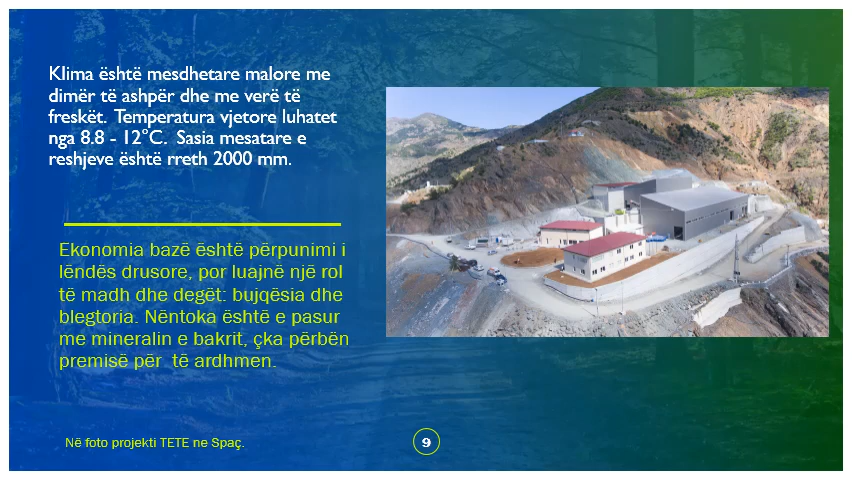 Klima është mesdhetare malore me
dimër të ashpër dhe me verë të
freskët. Temperatura vjetore luhatet
nga 8.8 - 12°C. Sasia mesatare e
reshjeve është rreth 2000 mm.
Ekonomia bazë është përpunimi i
lëndës drusore, por luajnë një rol
të madh dhe degët: bujqësia dhe
blegtoria. Nëntoka është e pasur
me mineralin e bakrit, çka përbën
premisë për të ardhmen.
Në foto projekti TETE ne Spaç.
9